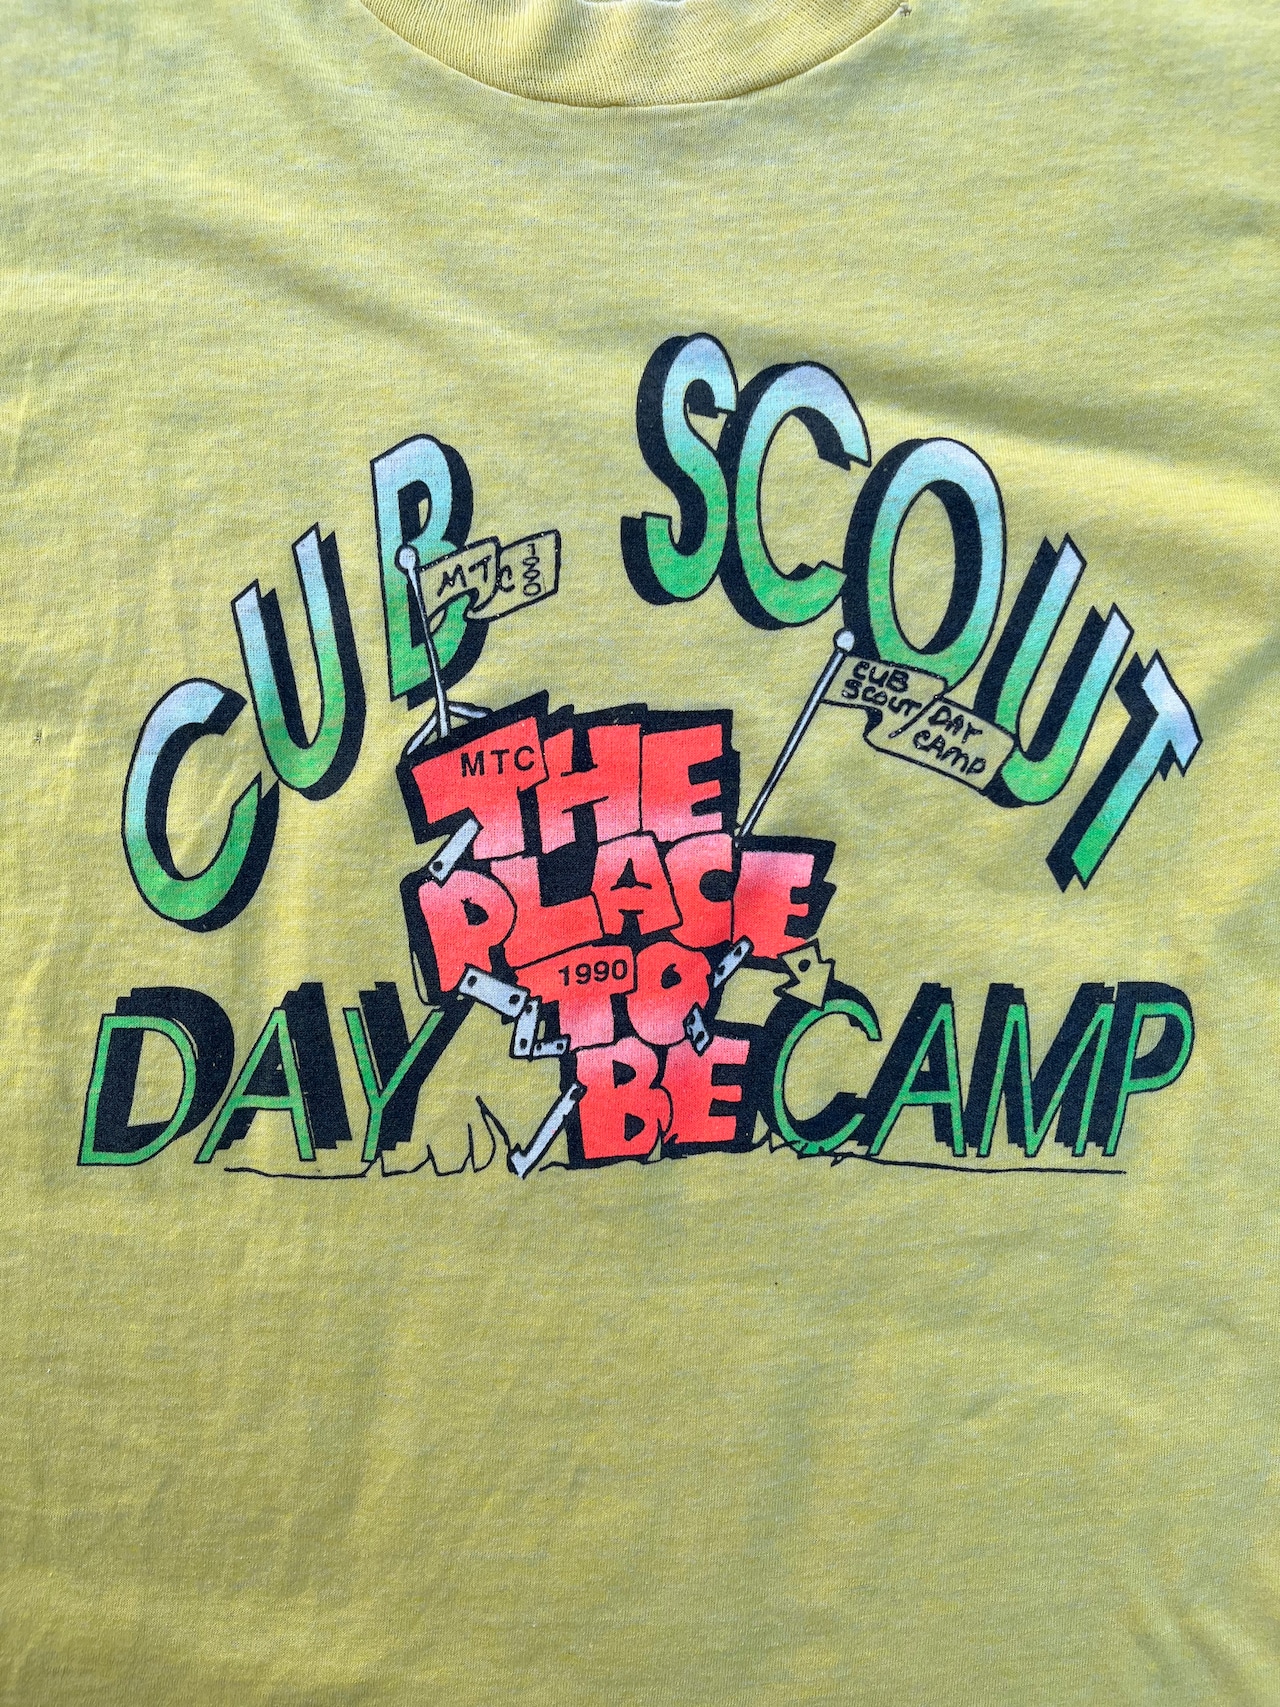 CUB SCOUT
MTC 1990
CUB SCOUT DAY CAMP
MTC
THE
PLACE
1990
TO
BE
DAY CAMP